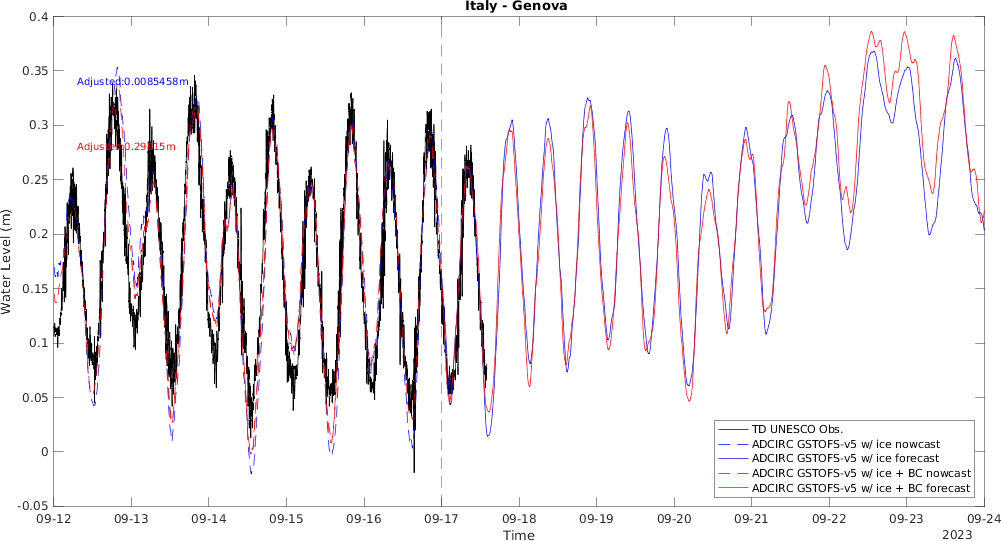 Italy - Genova
0.4
0.35
0.3
0.25
0.2
0.15
0.1
0.05
0
-0.05
Water Level (m)
Adjusted:0.0085458m
09-12
09-13
09-14
09-15
09-16
09-17
09-18
09-19
09-20
09-21
09-22
09-23
09-24
Time
2023
TD UNESCO Obs.
ADCIRC GSTOFS-v5 w/ ice nowcast
ADCIRC GSTOFS-v5 w/ ice forecast
ADCIRC GSTOFS-v5 w/ ice + BC nowcast
ADCIRC GSTOFS-v5 w/ ice + BC forecast